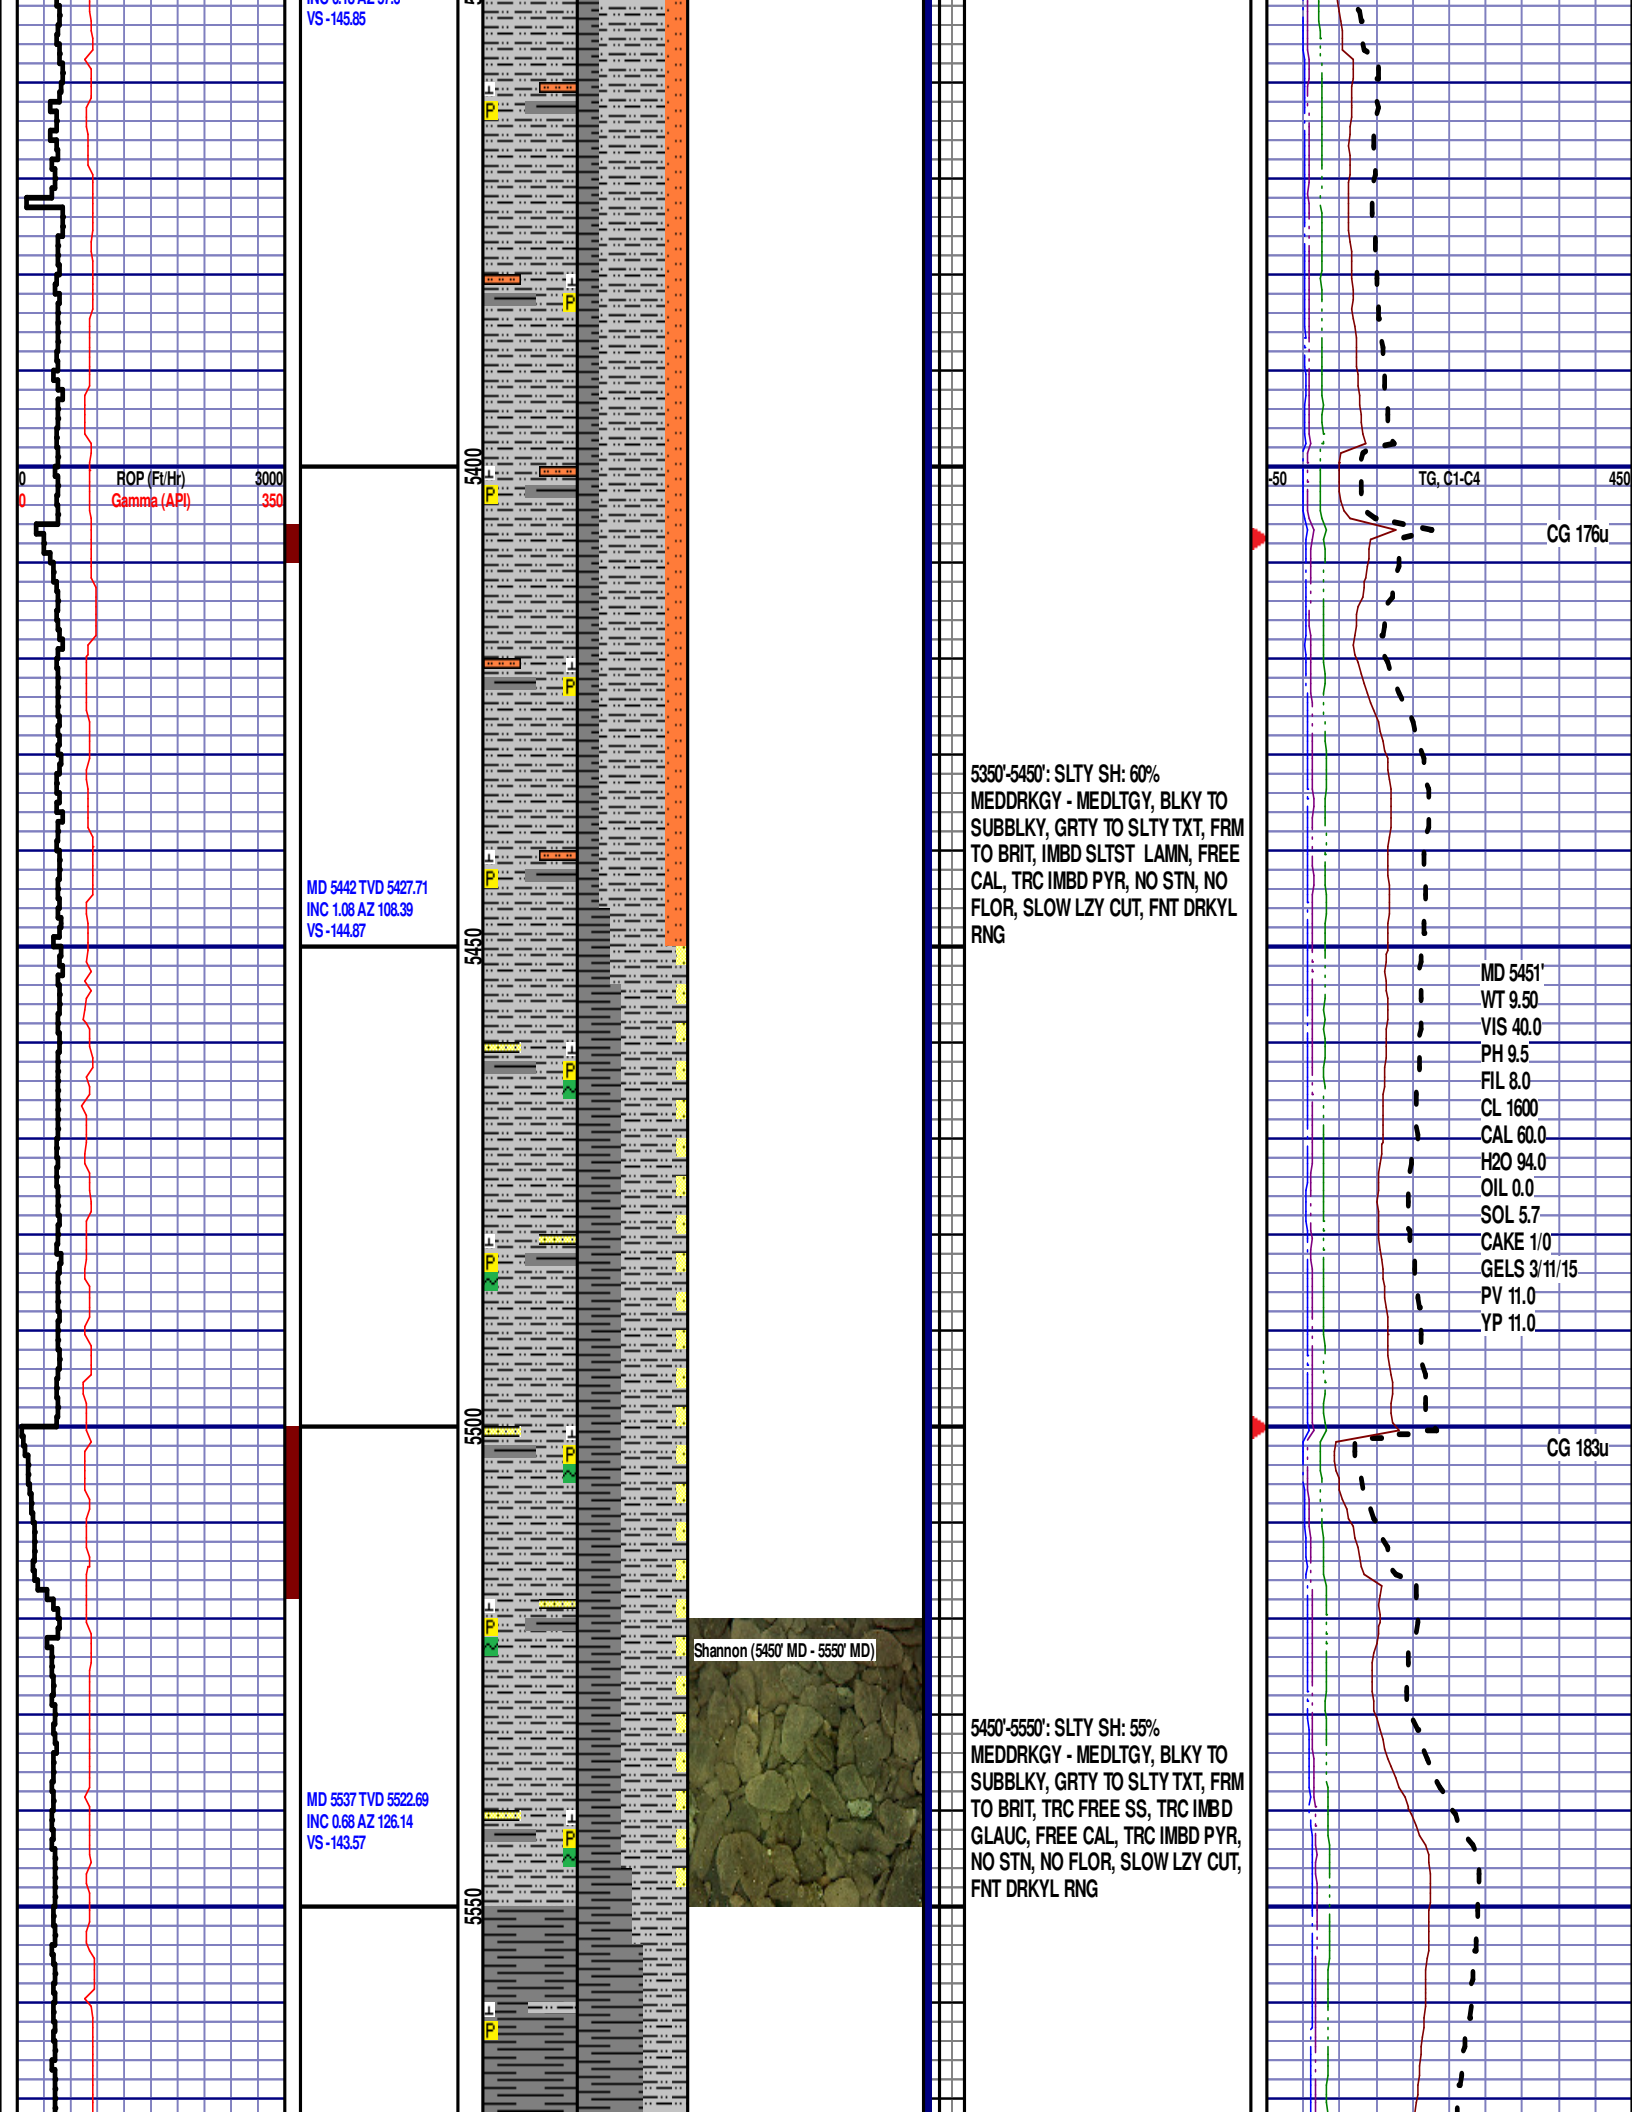 VS -145.85
5400
0 ROP (Ft/Hr) 3000
0 Gamma (API) 350
-50 TG, C1-C4 450
CG 176u
5350'-5450': SLTY SH: 60%
MEDDRKGY - MEDLTGY, BLKY TO
SUBBLKY, GRTY TO SLTY TXT, FRM
TO BRIT, IMBD SLTST LAMN, FREE
CAL, TRC IMBD PYR, NO STN, NO
FLOR, SLOW LZY CUT, FNT DRKYL
RNG
MD 5442 TVD 5427.71
INC 1.08 AZ 108.39
VS -144.87
5450
MD 5451'
WT 9.50
VIS 40.0
PH 9.5
FIL 8.0
CL 1600
CAL 60.0
H2O 94.0
OIL 0.0
SOL 5.7
CAKE 1/0
GELS 3/11/15
PV 11.0
YP 11.0
5500
CG 183u
Shannon (5450' MD - 5550' MD)
5450'-5550': SLTY SH: 55%
MEDDRKGY - MEDLTGY, BLKY TO
SUBBLKY, GRTY TO SLTY TXT, FRM
TO BRIT, TRC FREE SS, TRC IMBD
GLAUC, FREE CAL, TRC IMBD PYR,
NO STN, NO FLOR, SLOW LZY CUT,
FNT DRKYL RNG
MD 5537 TVD 5522.69
INC 0.68 AZ 126.14
VS -143.57
5550
P
P
P
P
P
P
P
P
P
P
P